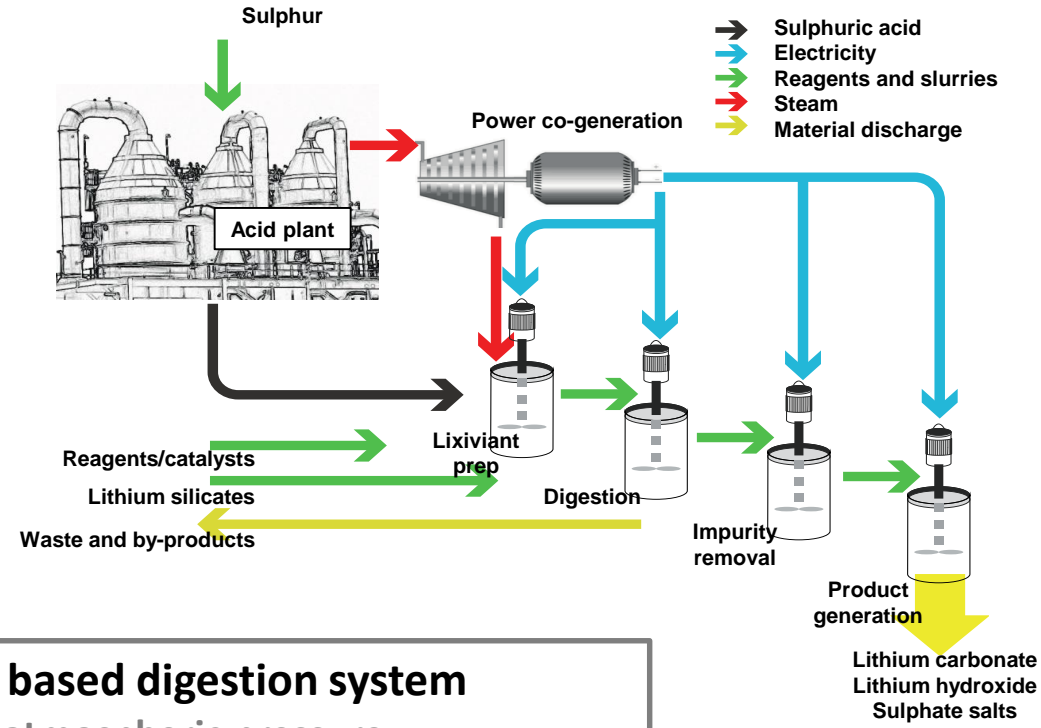 Sulphur
Sulphuric acid
Electricity
Reagents and slurries
Steam
Material discharge
Power co-generation
Acid plant
Lixiviant
prep
Reagents/catalysts
Lithium silicates
Digestion
Waste and by-products
Impurity
removal
Product
generation
Lithium carbonate
Lithium hydroxide
Sulphate salts
based digestion system